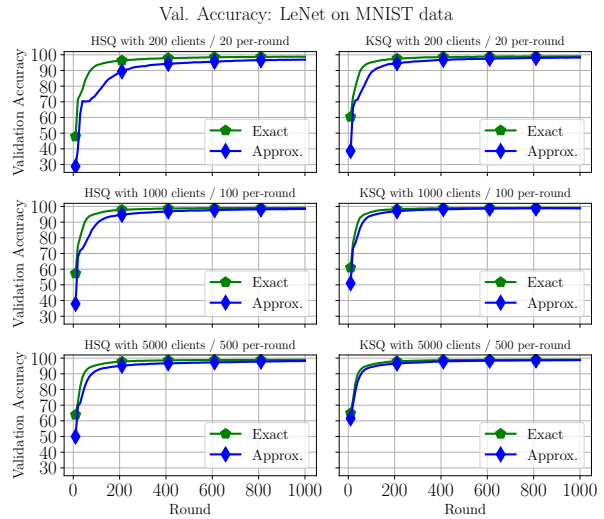 Val. Accuracy: LeNet on MNIST data
HSQ with 200 clients / 20 per-round
KSQ with 200 clients / 20 per-round
Validation Accuracy
100
90
80
70
60
50
40
30
Exact
Approx.
Exact
Approx.
HSQ with 1000 clients / 100 per-round
KSQ with 1000 clients / 100 per-round
Validation Accuracy
100
90
80
70
60
50
40
30
Exact
Approx.
Exact
Approx.
HSQ with 5000 clients / 500 per-round
KSQ with 5000 clients / 500 per-round
Validation Accuracy
100
90
80
70
60
50
40
30
Exact
Approx.
Exact
Approx.
0 200 400 600 800 1000
0 200 400 600 800 1000
Round
Round